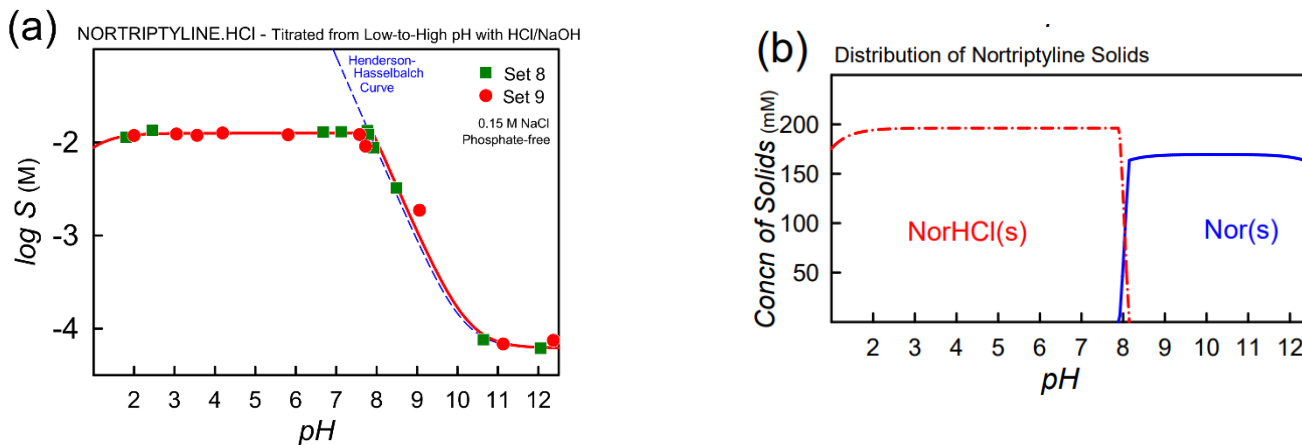 (a)
NORTRIPTYLINE.HCl - Titrated from Low-to-High pH with HCl/NaOH
Henderson-
Hasselbalch
Curve
Set 8
Set 9
0.15 M NaCl
Phosphate-free
log S (M)
-2
-3
-4
2 3 4 5 6 7 8 9 10 11 12
pH
(b)
Distribution of Nortriptyline Solids
Concn of Solids (mM)
200
150
100
50
NorHCl(s)
Nor(s)
2 3 4 5 6 7 8 9 10 11 12
pH